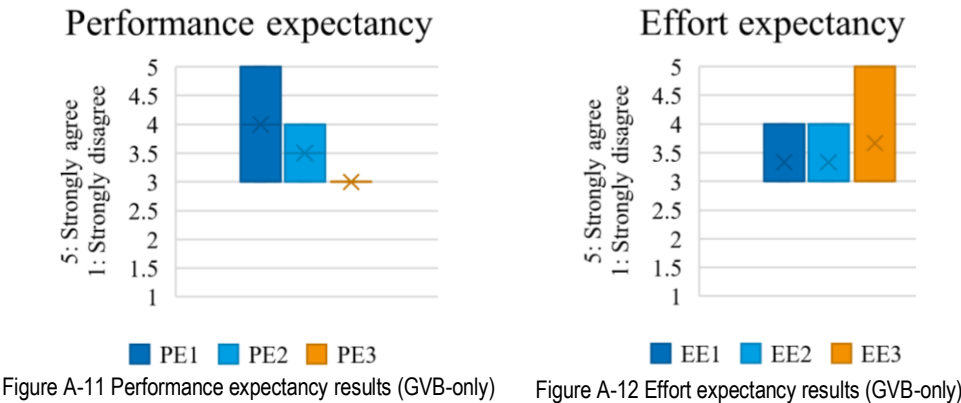 Performance expectancy
5: Strongly agree
1: Strongly disagree
5
4.5
4
3.5
3
2.5
2
1.5
1
PE1 PE2 PE3
Figure A-11 Performance expectancy results (GVB-only)
Effort expectancy
5: Strongly agree
1: Strongly disagree
5
4.5
4
3.5
3
2.5
2
1.5
1
EE1 EE2 EE3
Figure A-12 Effort expectancy results (GVB-only)